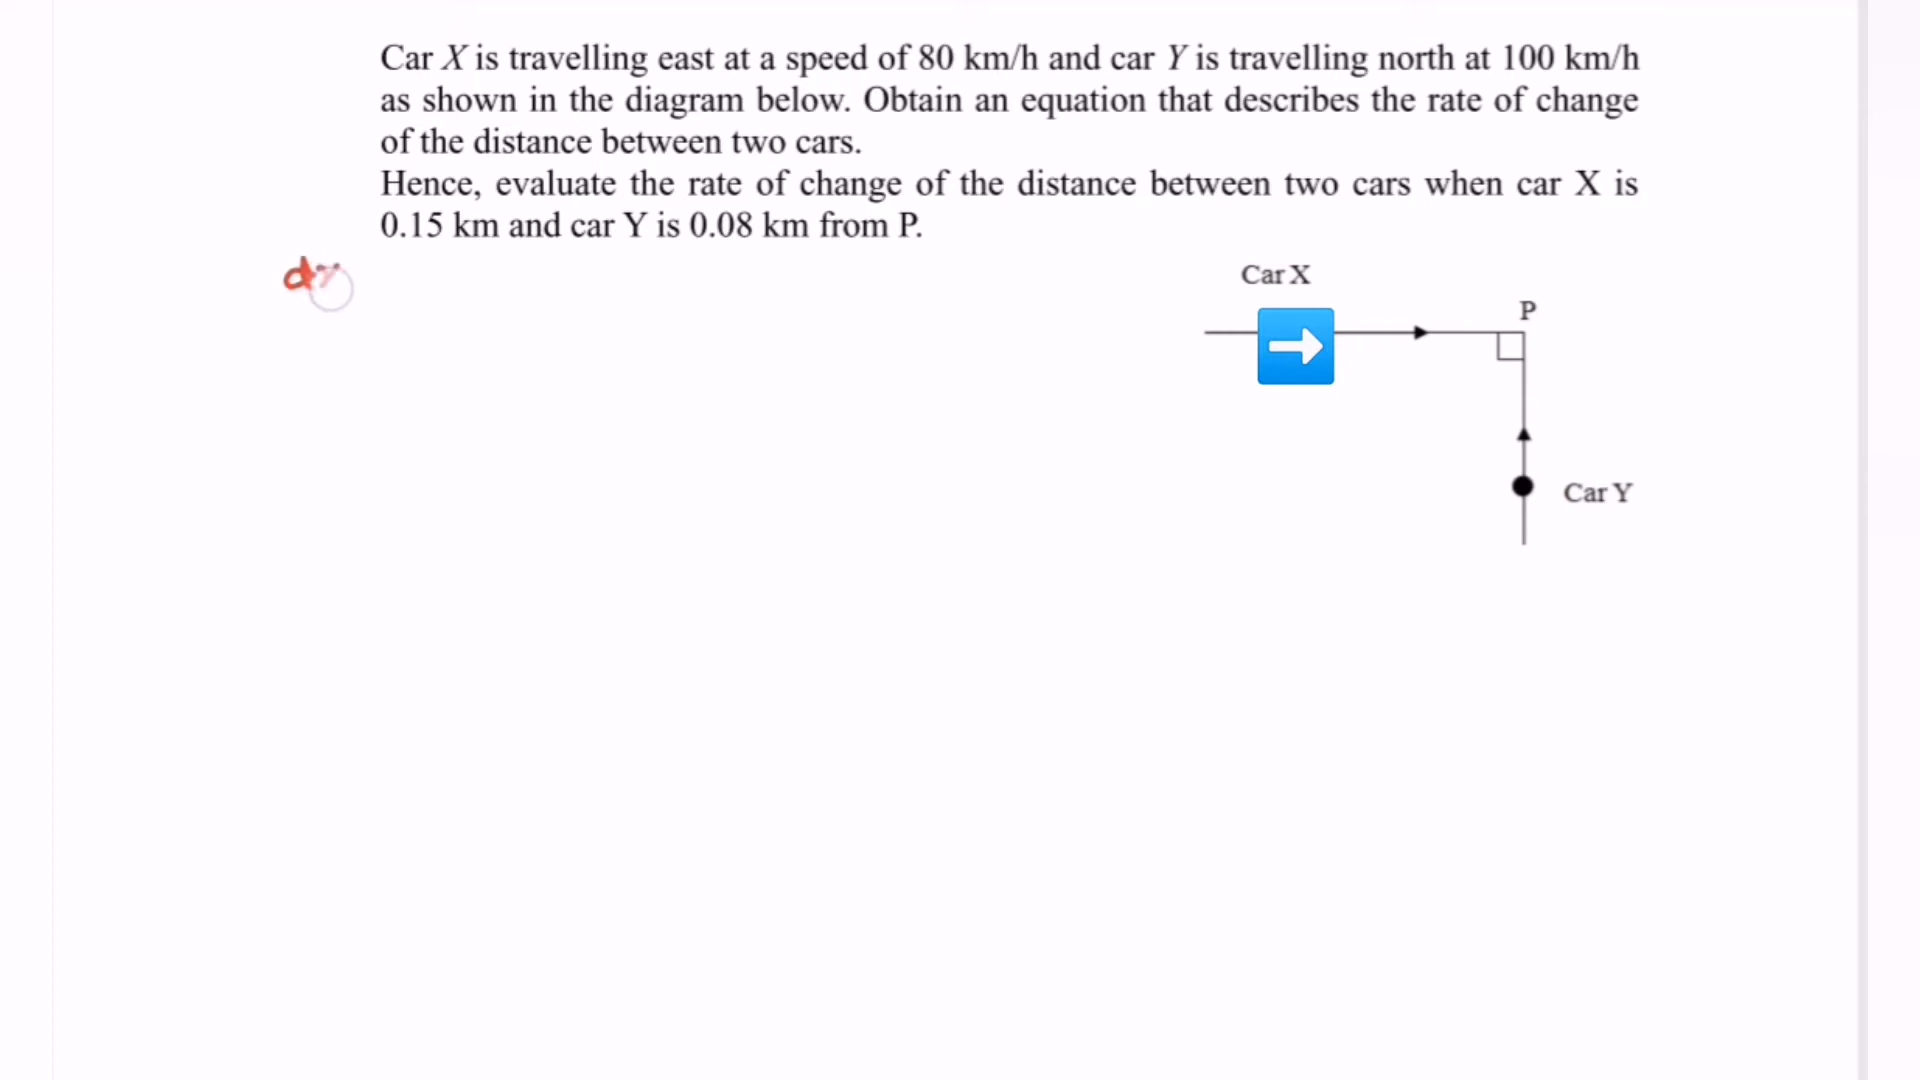 Car X is travelling east at a speed of 80 km/h and car Y is travelling north at 100 km/h
as shown in the diagram below. Obtain an equation that describes the rate of change
of the distance between two cars.
Hence, evaluate the rate of change of the distance between two cars when car X is
0.15 km and car Y is 0.08 km from P.
Car X
P
Car Y